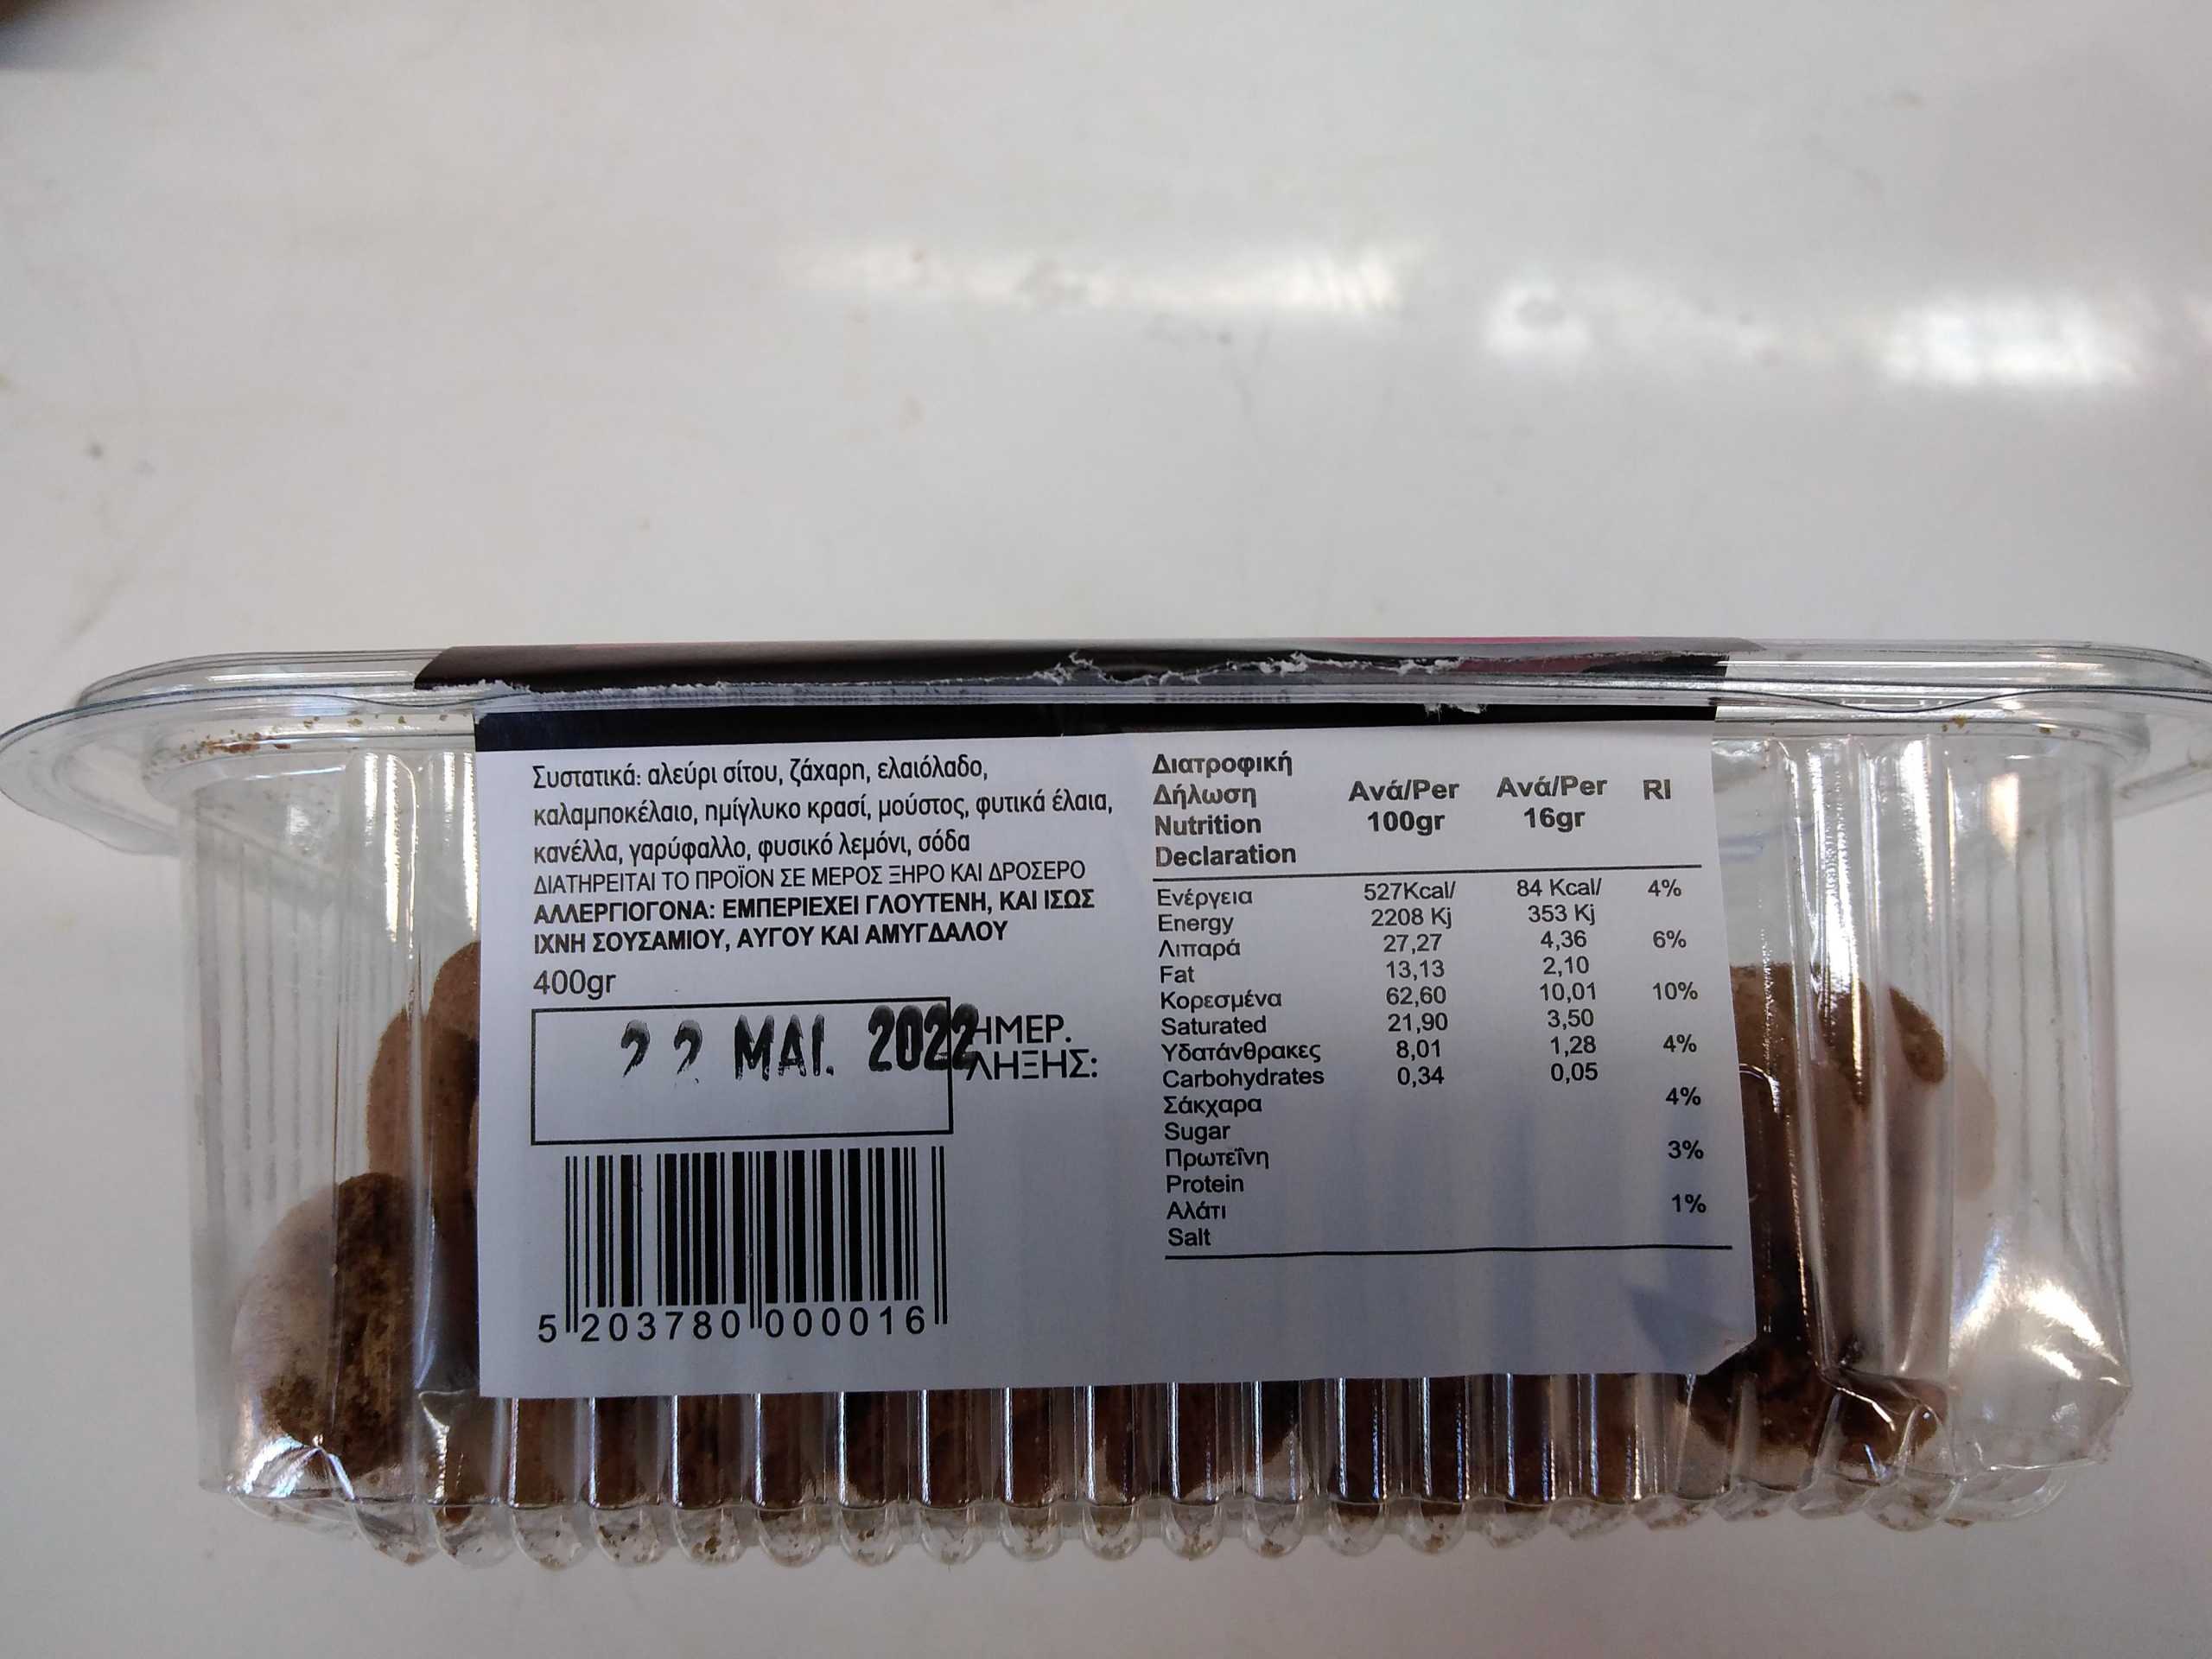 Συστατικά: αλεύρι σίτου, ζάχαρη, ελαιόλαδο,
καλαμποκέλαιο, ημίγλυκο κρασί, μούστος, φυτικά έλαια,
κανέλλα, γαρύφαλλο, φυσικό λεμόνι, σόδα
ΔΙΑΤΗΡΕΙΤΑΙ ΤΟ ΠΡΟΪΟΝ ΣΕ ΜΕΡΟΣ ΞΗΡΟ ΚΑΙ ΔΡΟΣΕΡΟ
ΑΛΛΕΡΓΙΟΓΟΝΑ: ΕΜΠΕΡΙΕΧΕΙ ΓΛΟΥΤΕΝΗ, ΚΑΙ ΙΣΩΣ
ΙΧΝΗ ΣΟΥΣΑΜΙΟΥ, ΑΥΓΟΥ ΚΑΙ ΑΜΥΓΔΑΛΟΥ
400gr
22 ΜΑΙ. 2022
ΗΜΕΡ.
ΛΗΞΗΣ:
5 203780 000016
Διατροφική
Δήλωση Ανά/Per Ανά/Per RI
Nutrition 100gr 16gr
Declaration
Ενέργεια 527Kcal/ 84 Kcal/ 4%
Energy 2208 Kj 353 Kj
Λιπαρά 27,27 4,36 6%
Fat 13,13 2,10
Κορεσμένα 62,60 10,01 10%
Saturated 21,90 3,50
Υδατάνθρακες 8,01 1,28 4%
Carbohydrates 0,34 0,05
Σάκχαρα 4%
Sugar
Πρωτεΐνη 3%
Protein
Αλάτι 1%
Salt